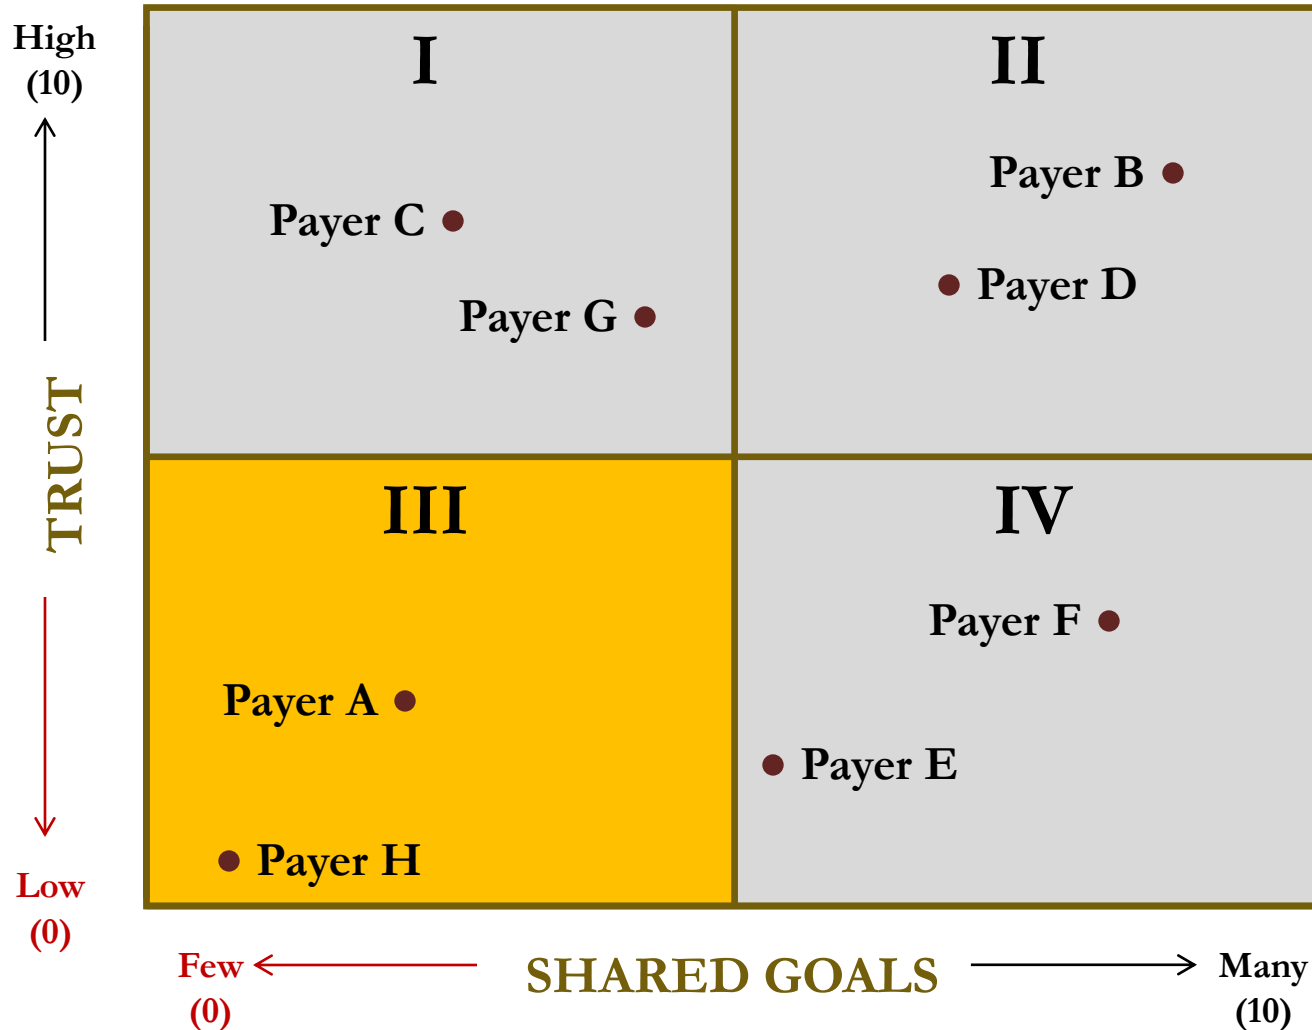 High
(10)
I
II
Payer B
Payer C
Payer D
Payer G
TRUST
III
IV
Payer F
Payer A
Payer E
Payer H
Low
(0)
Few
(0)
SHARED GOALS
Many
(10)